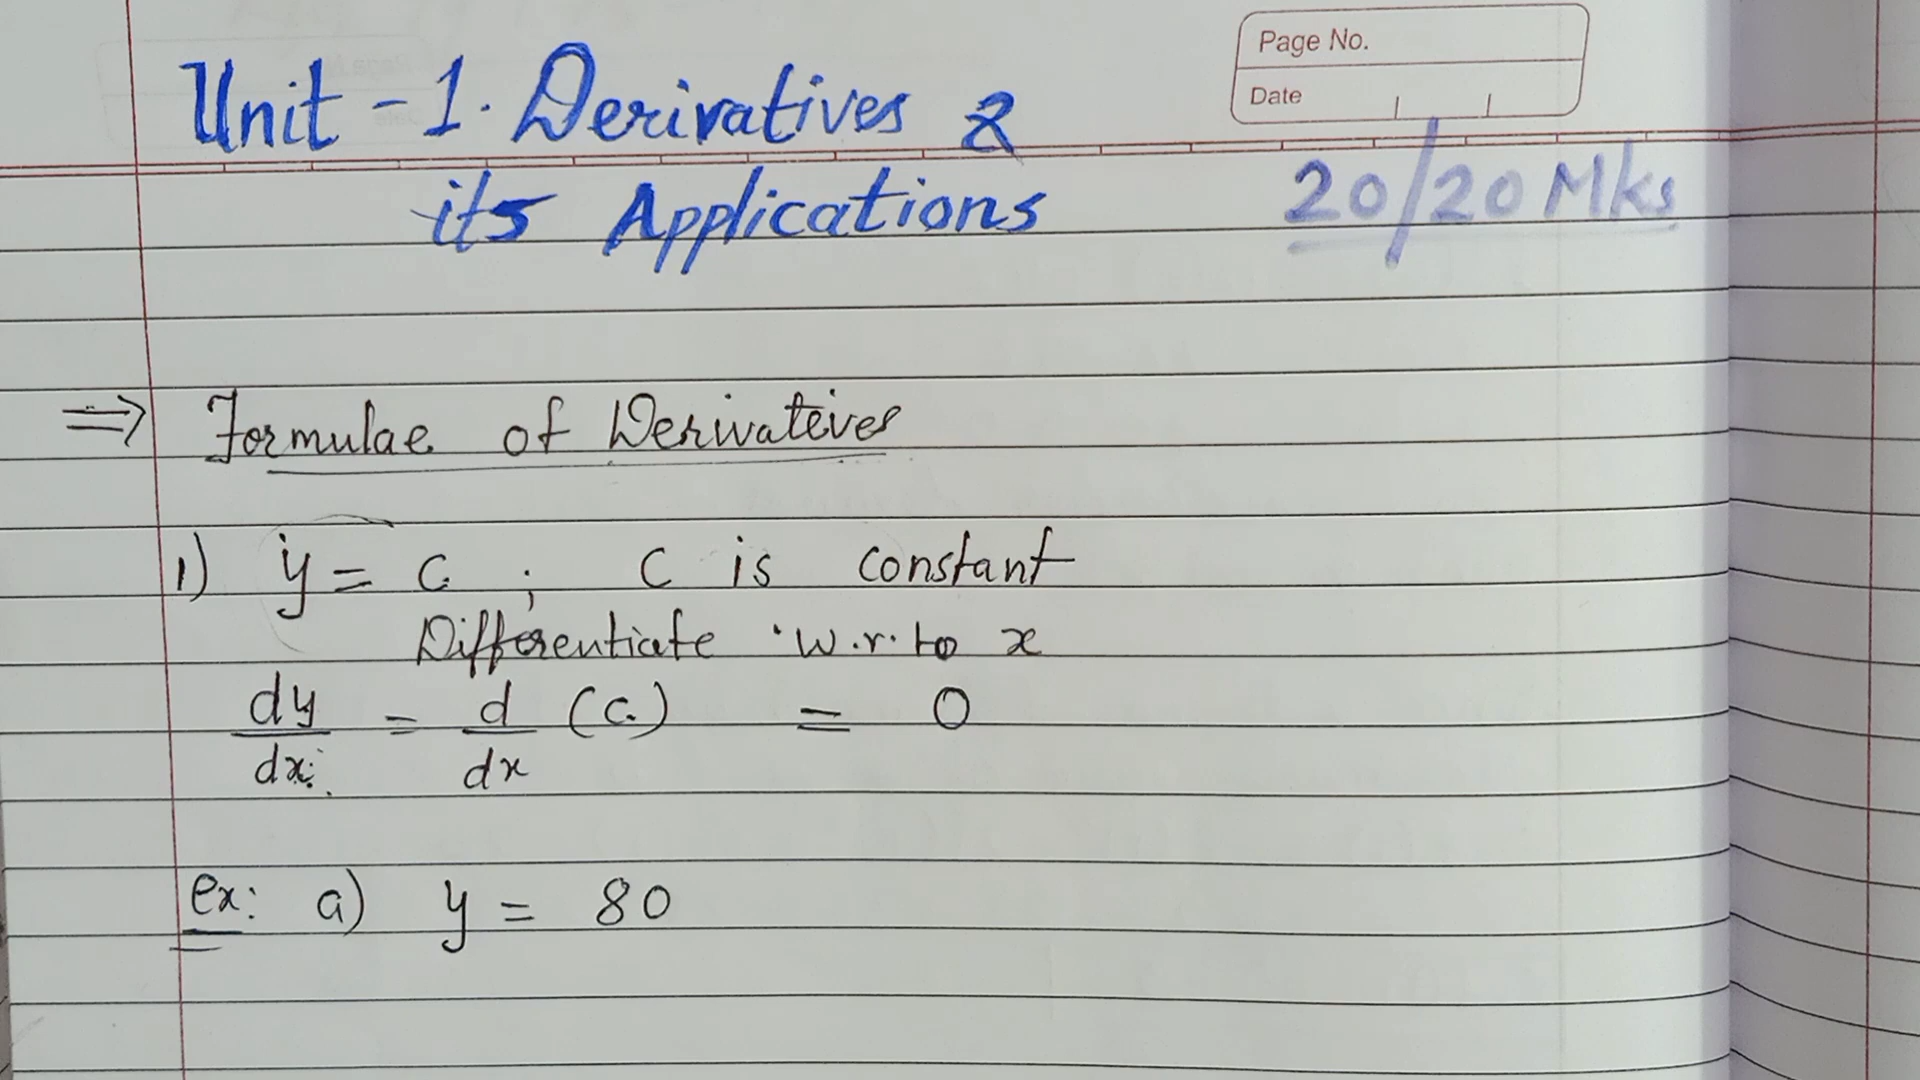 Page No.
Date
Unit - 1. Derivatives &
its Applications
20/20 Mks
⇒ Formulae of Derivatives
1) y = c ; c is constant
Differentiate w.r. to x
dy/dx = d/dx (c) = 0
ex: a) y = 80